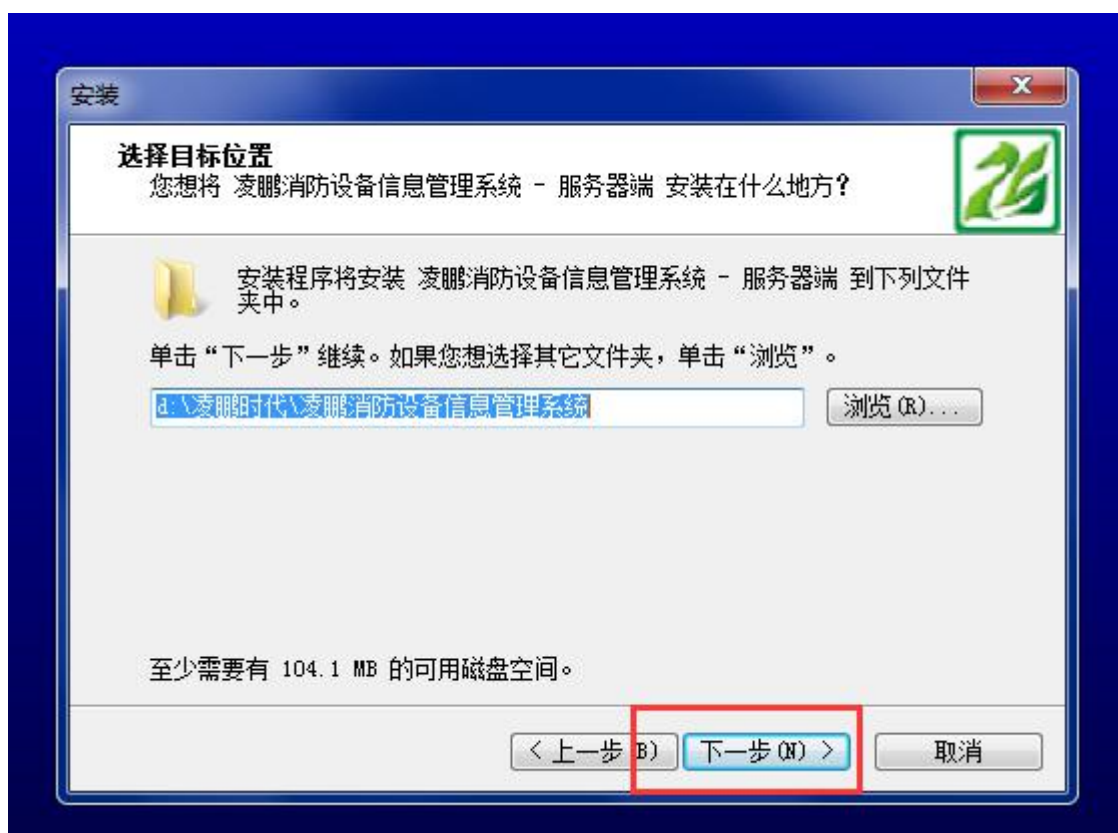 安装
选择目标位置
您想将 凌鹏消防设备信息管理系统 - 服务器端 安装在什么地方?
安装程序将安装 凌鹏消防设备信息管理系统 - 服务器端 到下列文件
夹中。
单击“下一步”继续。如果您想选择其它文件夹,单击“浏览”。
d:\凌鹏时代\凌鹏消防设备信息管理系统
浏览(R)...
至少需要有 104.1 MB 的可用磁盘空间。
< 上一步(B) 下一步(N) > 取消